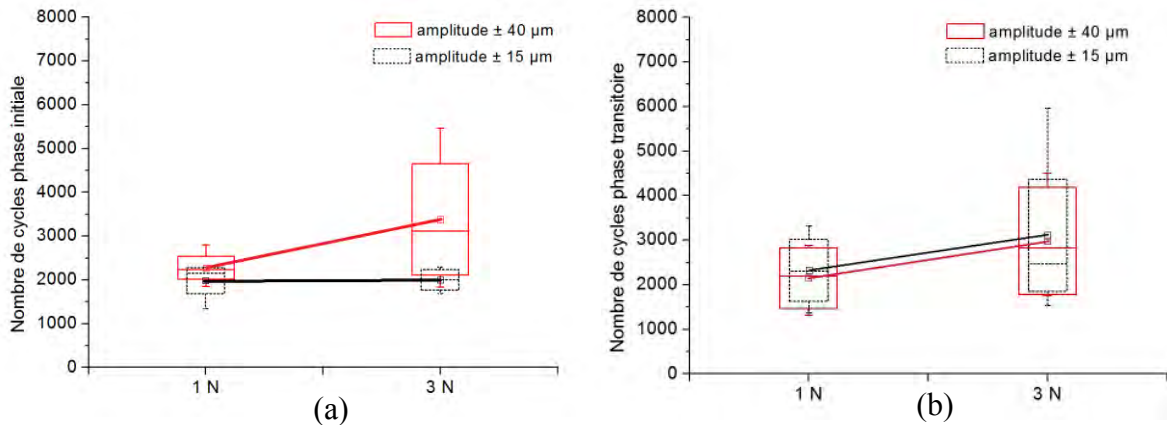 Nombre de cycles phase initiale
8000
7000
6000
5000
4000
3000
2000
1000
0
amplitude ± 40 µm
amplitude ± 15 µm
1 N
3 N
(a)
Nombre de cycles phase transitoire
8000
7000
6000
5000
4000
3000
2000
1000
0
amplitude ± 40 µm
amplitude ± 15 µm
1 N
3 N
(b)